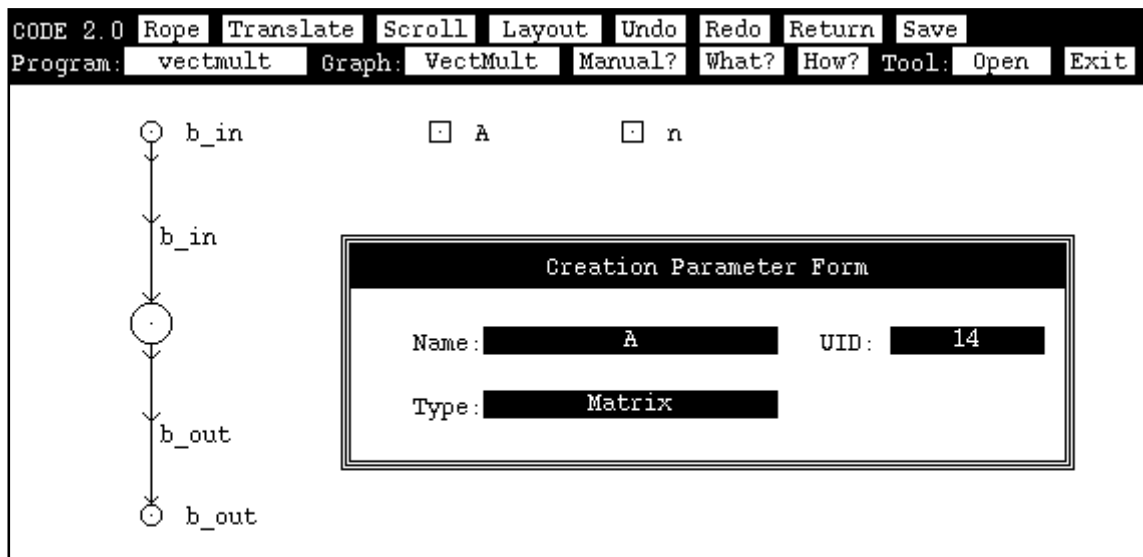 CODE 2.0 Rope Translate Scroll Layout Undo Redo Return Save
Program: vectmult Graph: VectMult Manual? What? How? Tool: Open Exit
b_in A n
b_in
Creation Parameter Form
Name: A UID: 14
Type: Matrix
b_out
b_out